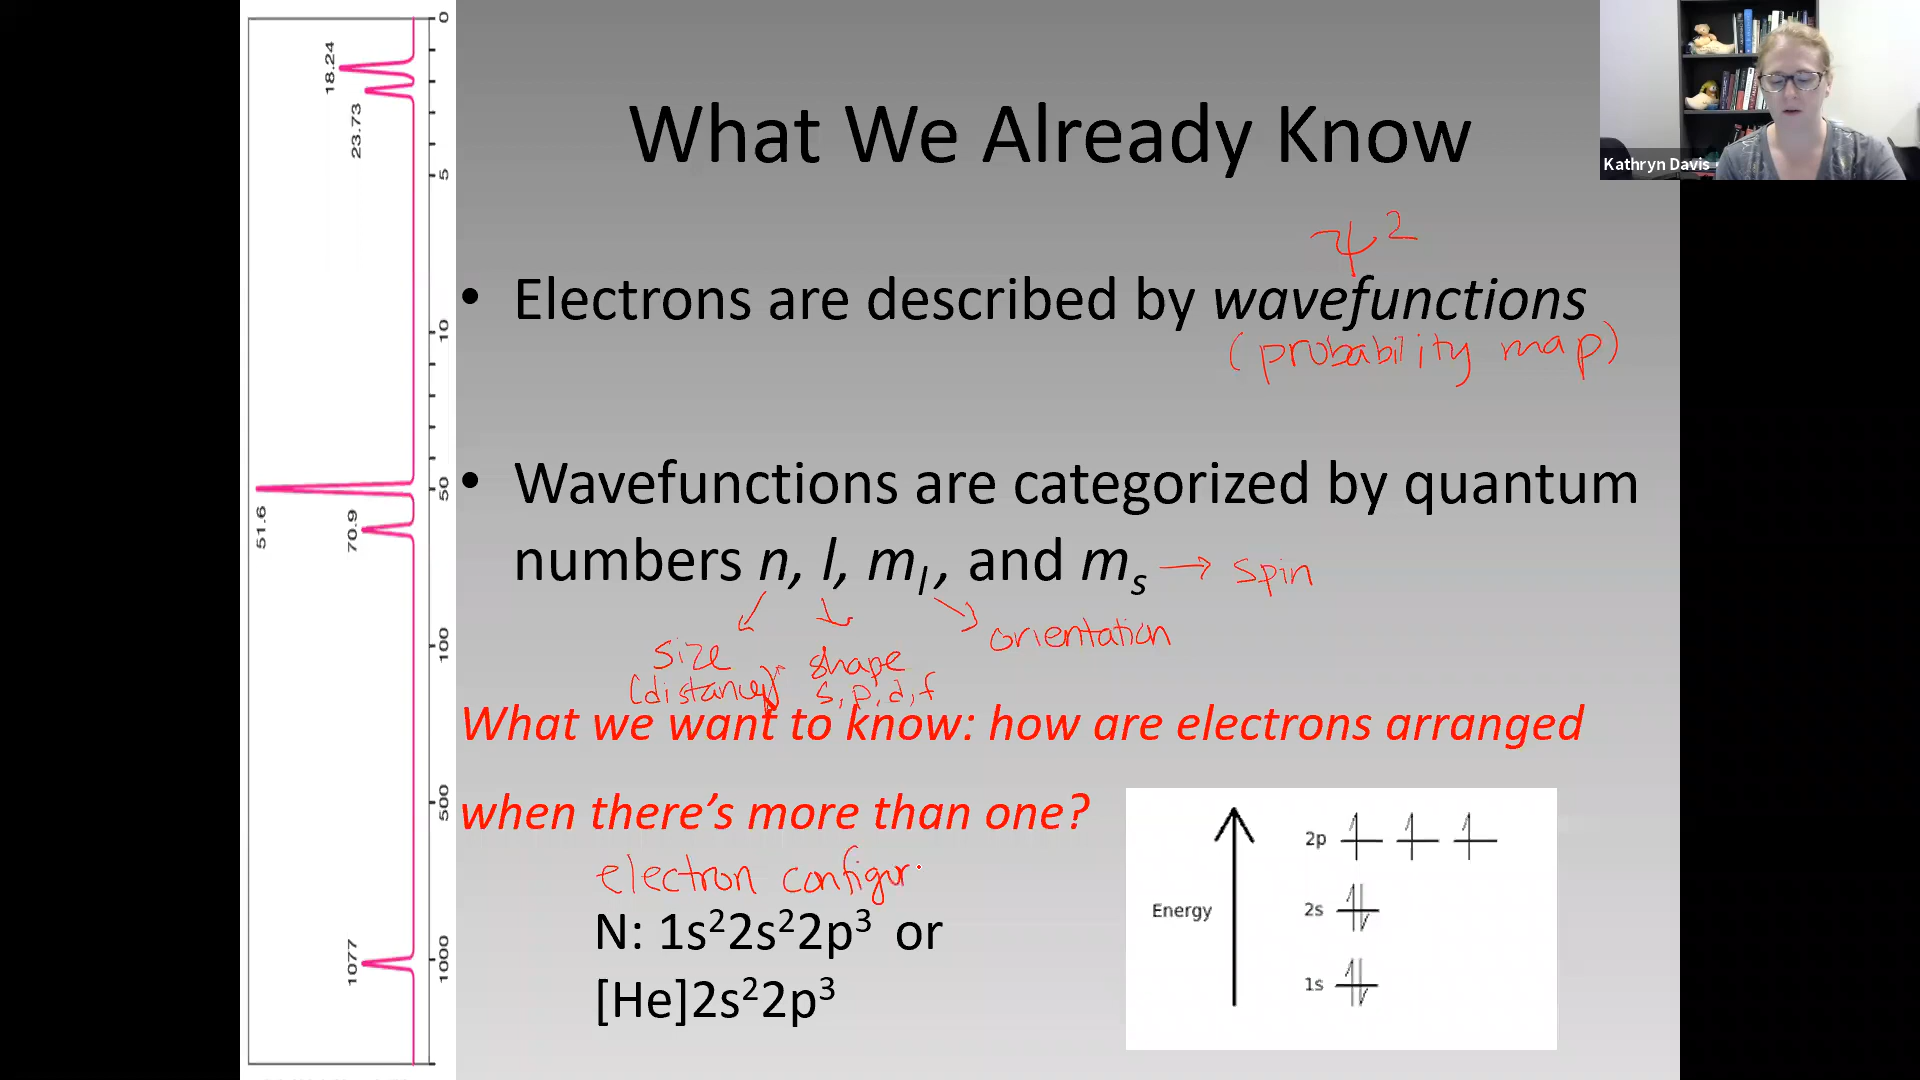 What We Already Know
Kathryn Davis
ψ²
• Electrons are described by wavefunctions
(probability map)
• Wavefunctions are categorized by quantum
numbers n, l, mₗ, and mₛ → spin
orientation
size
(distance)
shape
s, p, d, f
What we want to know: how are electrons arranged
when there's more than one?
electron configur
N: 1s²2s²2p³ or
[He]2s²2p³
Energy
2p
2s
1s
0
5
10
50
100
500
1000
18.24
23.73
51.6
70.9
1077